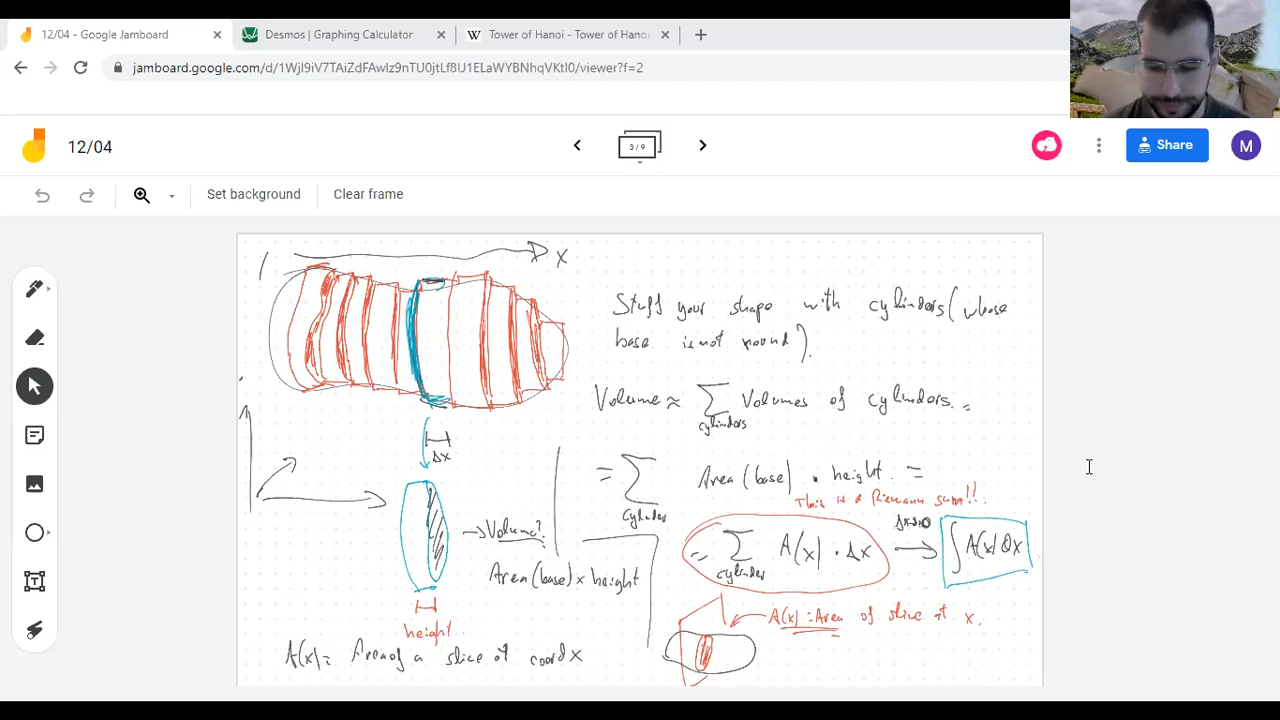 12/04 - Google Jamboard
Desmos | Graphing Calculator
W Tower of Hanoi - Tower of Hano
jamboard.google.com/d/1WjI9iV7TAiZdFAwIz9nTU0jtLf8U1ELaWYBNhqVKtI0/viewer?f=2
12/04
3 / 9
Share
M
Set background
Clear frame
x
Stuff your shape with cylinders (whose
base is not round).
Volume ≈ ∑ Volumes of cylinders. =
cylinders
Δx
= ∑ Area (base) . height =
cylinder
This is a Riemann sum!!.
= ∑ A(x) . Δx
cylinder
Δx→0
∫ A(x) dx
→ Volume?
Area (base) x height
height
A(x) = Area of a slice at coord x
A(x) = Area of slice at x.